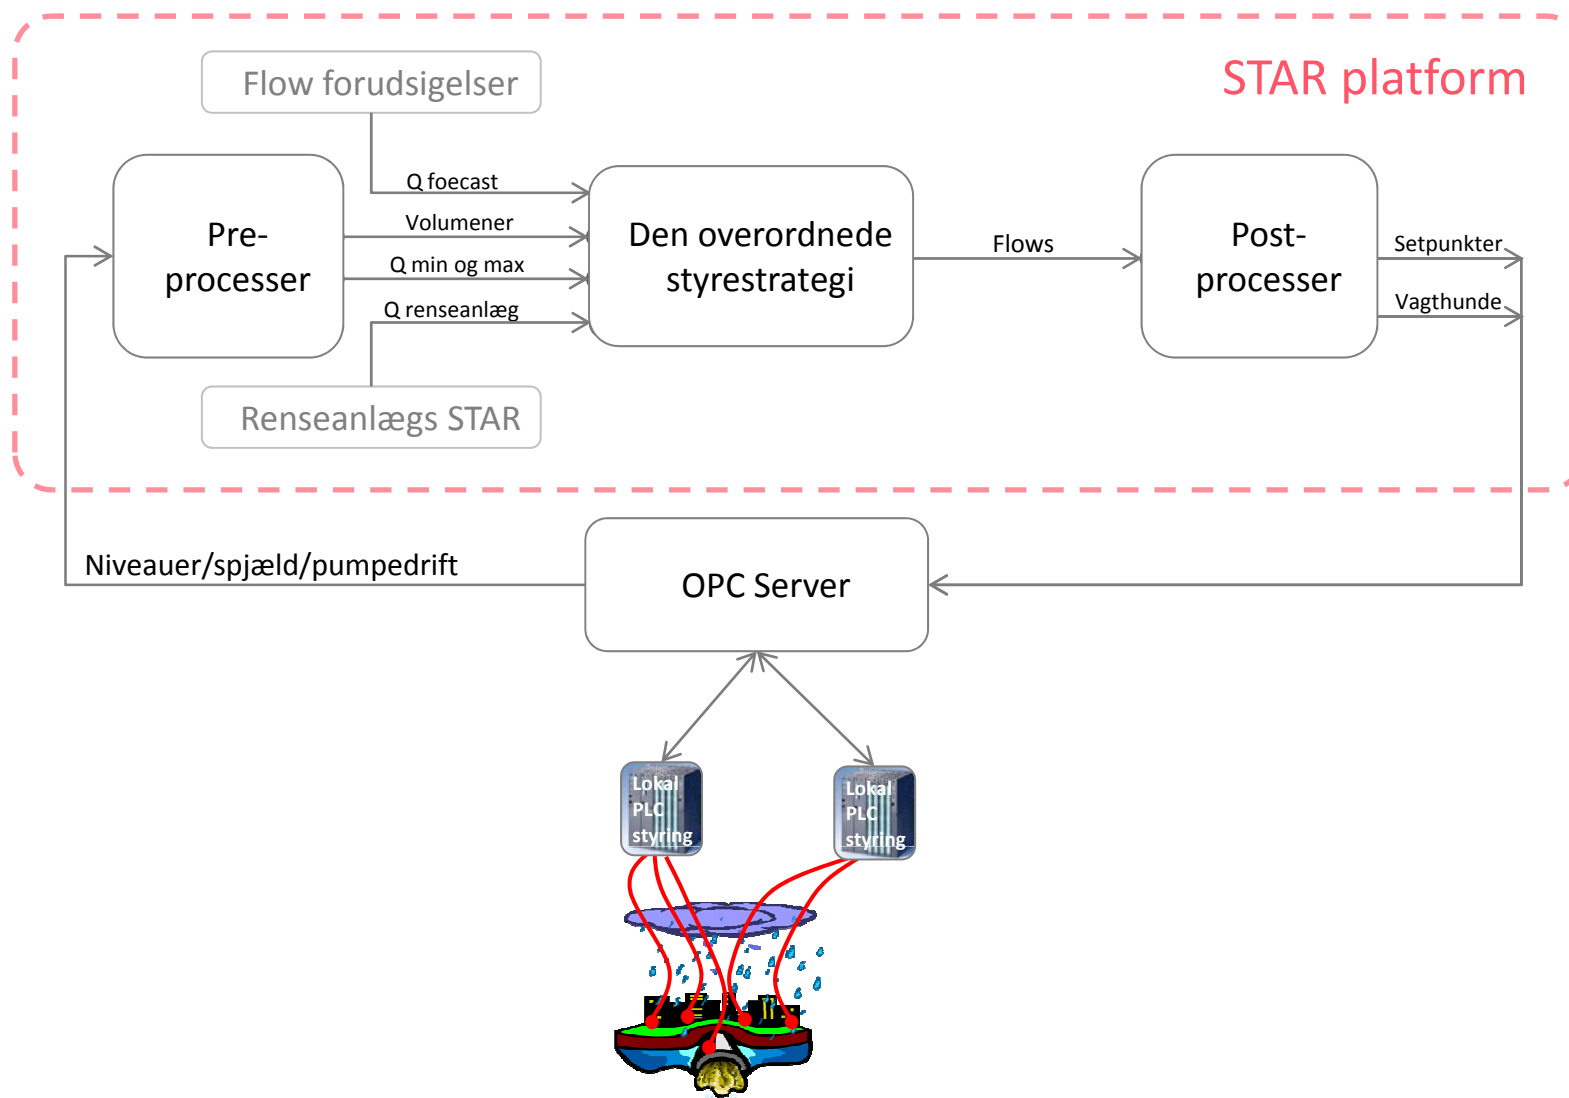 STAR platform
Flow forudsigelser
Q foecast
Volumener
Q min og max
Q renseanlæg
Pre-
processer
Den overordnede
styrestrategi
Flows
Post-
processer
Setpunkter
Vagthunde
Renseanlægs STAR
Niveauer/spjæld/pumpedrift
OPC Server
Lokal
PLC
styring
Lokal
PLC
styring